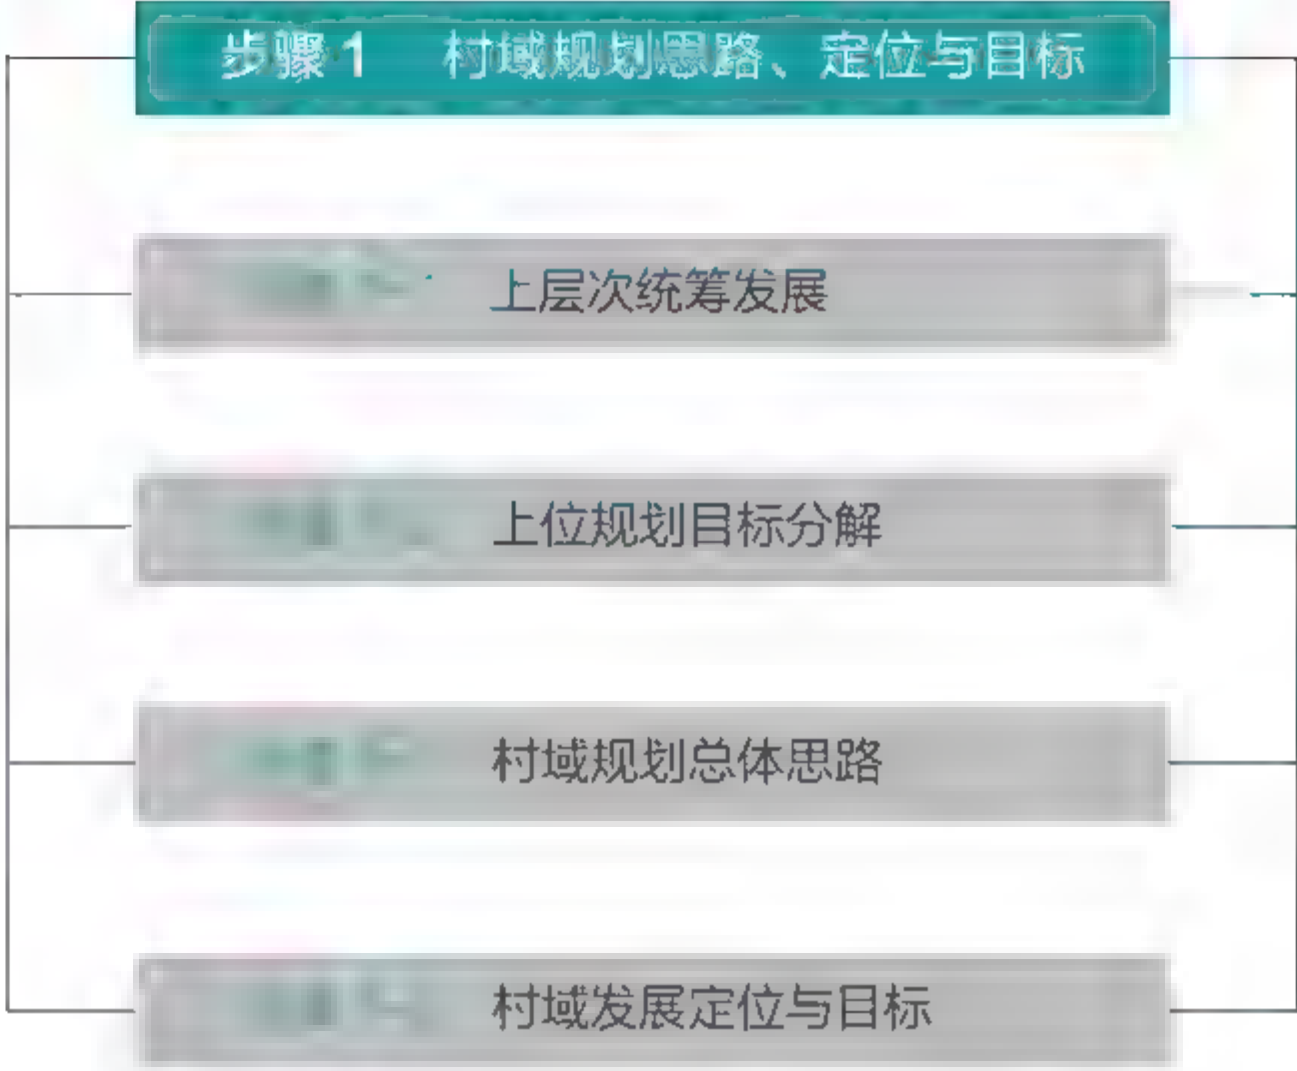 步骤1 村域规划思路、定位与目标
上层次统筹发展
上位规划目标分解
村域规划总体思路
村域发展定位与目标